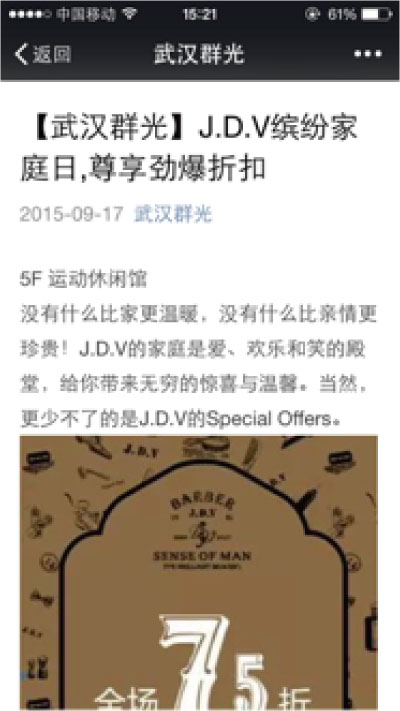 中国移动 15:21 61%
返回 武汉群光
【武汉群光】J.D.V缤纷家
庭日,尊享劲爆折扣
2015-09-17 武汉群光
5F 运动休闲馆
没有什么比家更温暖，没有什么比亲情更
珍贵！J.D.V的家庭是爱、欢乐和笑的殿
堂，给你带来无穷的惊喜与温馨。当然，
更少不了的是J.D.V的Special Offers。
J.D.V
BARBER
J.D.V
SENSE OF MAN
全场 75 折